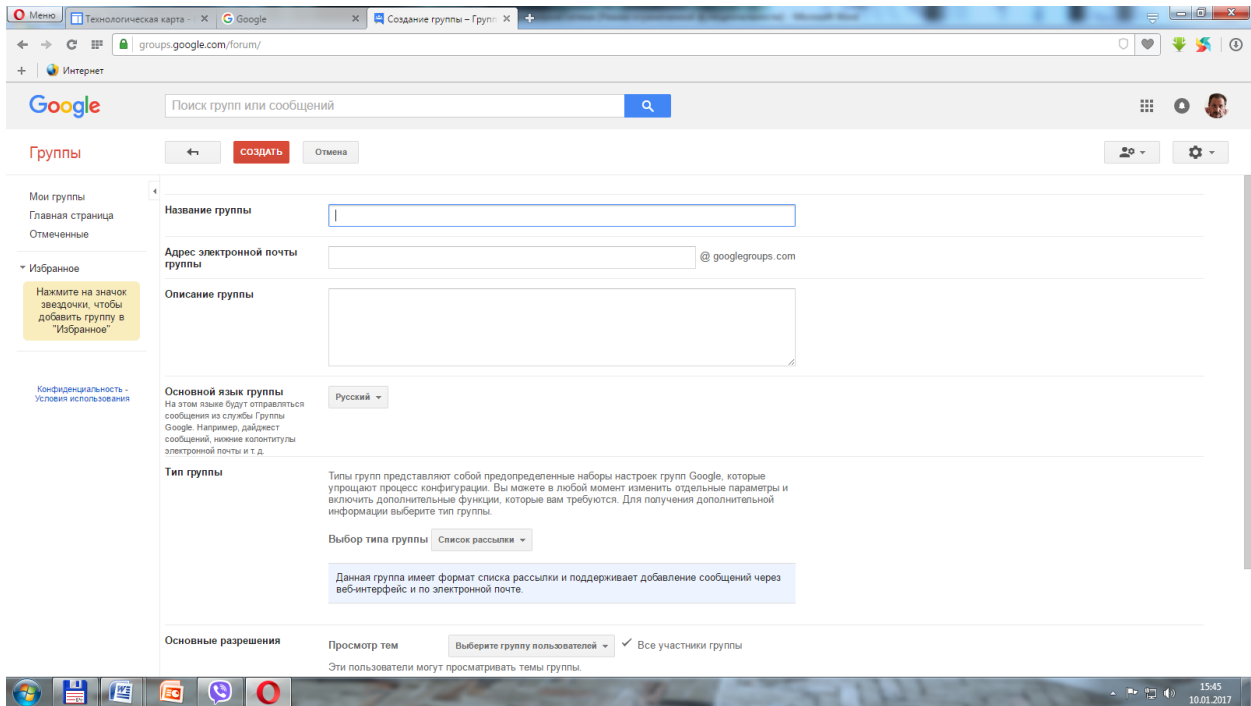 Меню
Технологическая карта -
Google
Создание группы – Групп
Microsoft Word
groups.google.com/forum/
Интернет
Google
Поиск групп или сообщений
Группы
СОЗДАТЬ
Отмена
Мои группы
Главная страница
Отмеченные
Избранное
Нажмите на значок
звездочки, чтобы
добавить группу в
"Избранное"
Конфиденциальность -
Условия использования
Название группы
Адрес электронной почты
группы
@ googlegroups.com
Описание группы
Основной язык группы
На этом языке будут отправляться
сообщения из службы Группы
Google. Например, дайджест
сообщений, нижние колонтитулы
электронной почты и т. д.
Русский
Тип группы
Типы групп представляют собой предопределенные наборы настроек групп Google, которые
упрощают процесс конфигурации. Вы можете в любой момент изменить отдельные параметры и
включить дополнительные функции, которые вам требуются. Для получения дополнительной
информации выберите тип группы.
Выбор типа группы Список рассылки
Данная группа имеет формат списка рассылки и поддерживает добавление сообщений через
веб-интерфейс и по электронной почте.
Основные разрешения
Просмотр тем Выберите группу пользователей Все участники группы
Эти пользователи могут просматривать темы группы.
15:45
10.01.2017